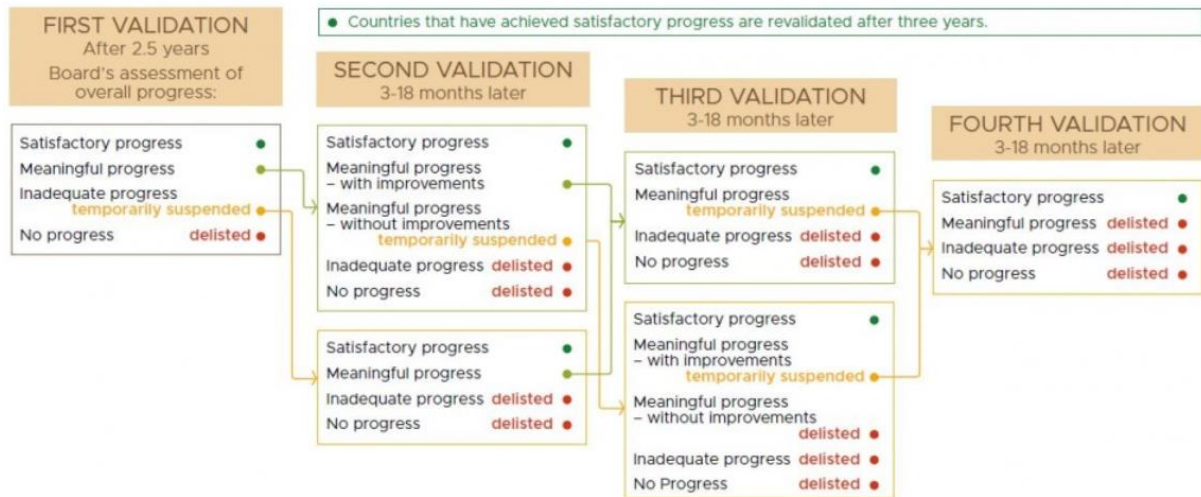 Countries that have achieved satisfactory progress are revalidated after three years.
FIRST VALIDATION
After 2.5 years
Board's assessment of
overall progress:
Satisfactory progress
Meaningful progress
Inadequate progress
temporarily suspended
No progress delisted
SECOND VALIDATION
3-18 months later
Satisfactory progress
Meaningful progress
– with improvements
Meaningful progress
– without improvements
temporarily suspended
Inadequate progress delisted
No progress delisted
Satisfactory progress
Meaningful progress
Inadequate progress delisted
No progress delisted
THIRD VALIDATION
3-18 months later
Satisfactory progress
Meaningful progress
temporarily suspended
Inadequate progress delisted
No progress delisted
Satisfactory progress
Meaningful progress
– with improvements
temporarily suspended
Meaningful progress
– without improvements
delisted
Inadequate progress delisted
No Progress delisted
FOURTH VALIDATION
3-18 months later
Satisfactory progress
Meaningful progress delisted
Inadequate progress delisted
No progress delisted